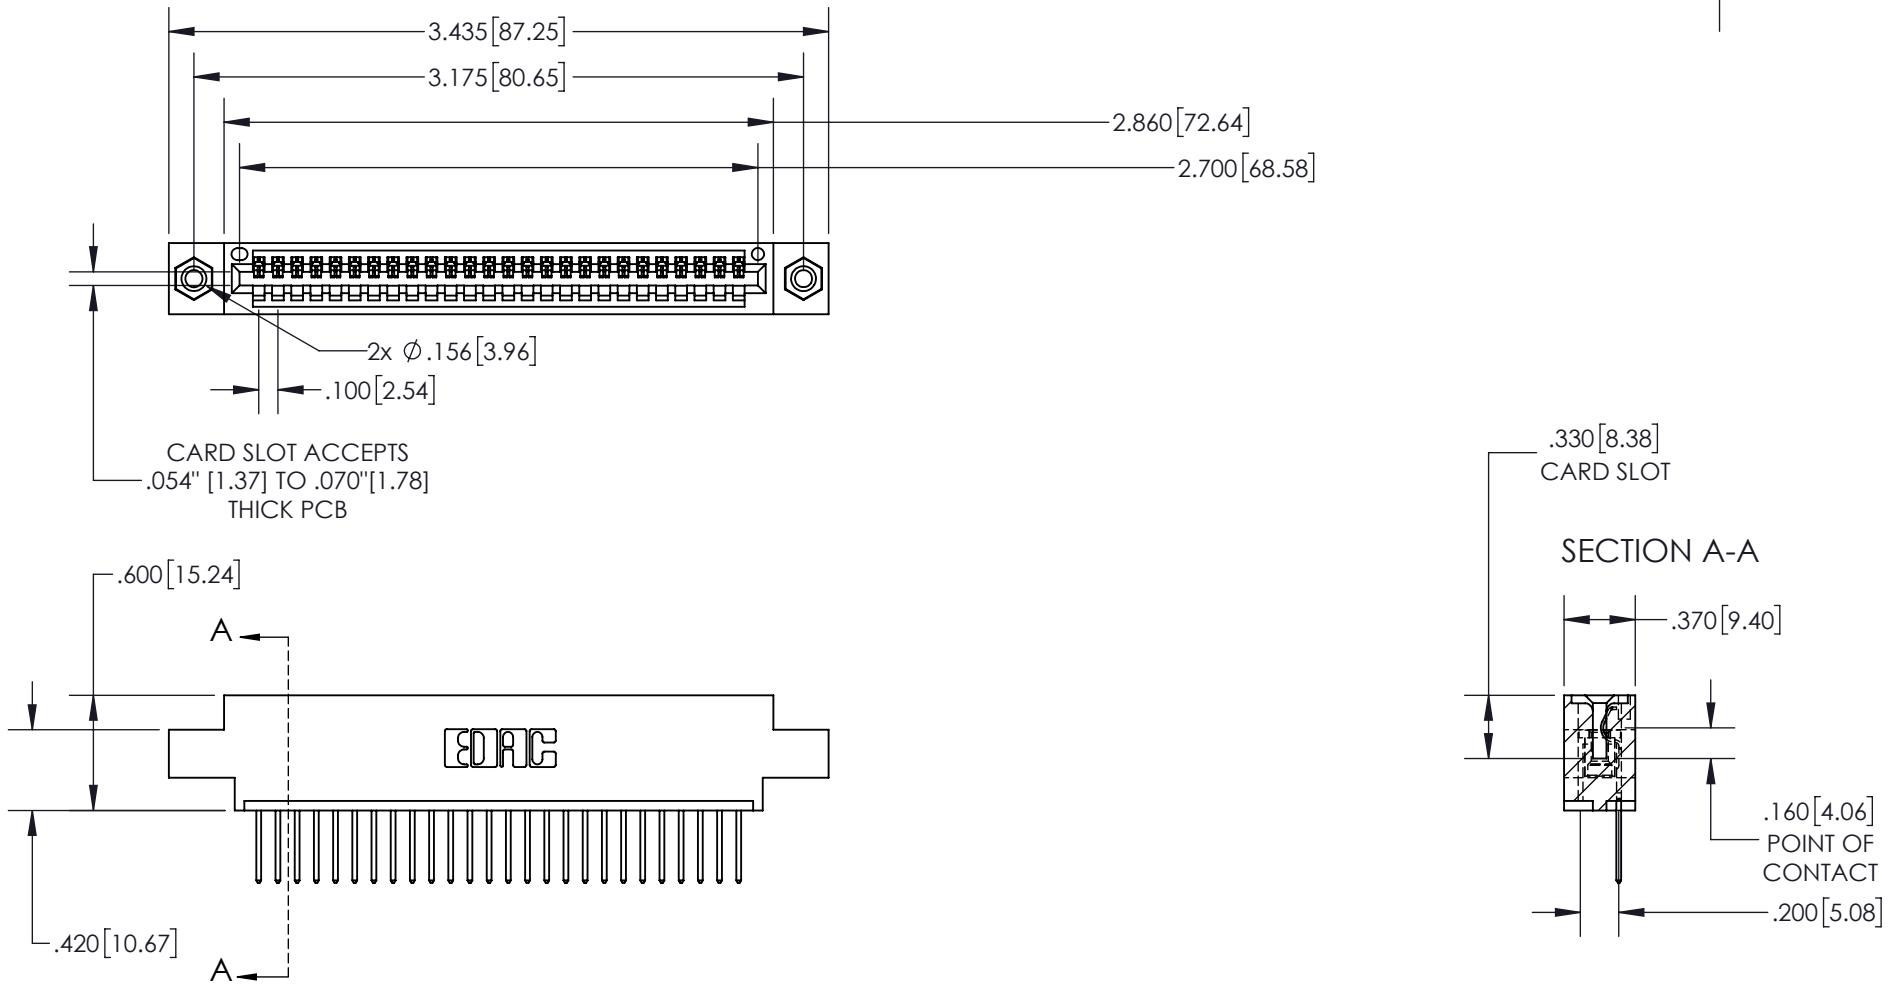 3.435[87.25]
3.175[80.65]
2.860[72.64]
2.700[68.58]
2x ∅.156[3.96]
.100[2.54]
CARD SLOT ACCEPTS
.054" [1.37] TO .070"[1.78]
THICK PCB
.330[8.38]
CARD SLOT
SECTION A-A
.600[15.24]
.370[9.40]
A
EDAC
.160[4.06]
POINT OF
CONTACT
.200[5.08]
.420[10.67]
A